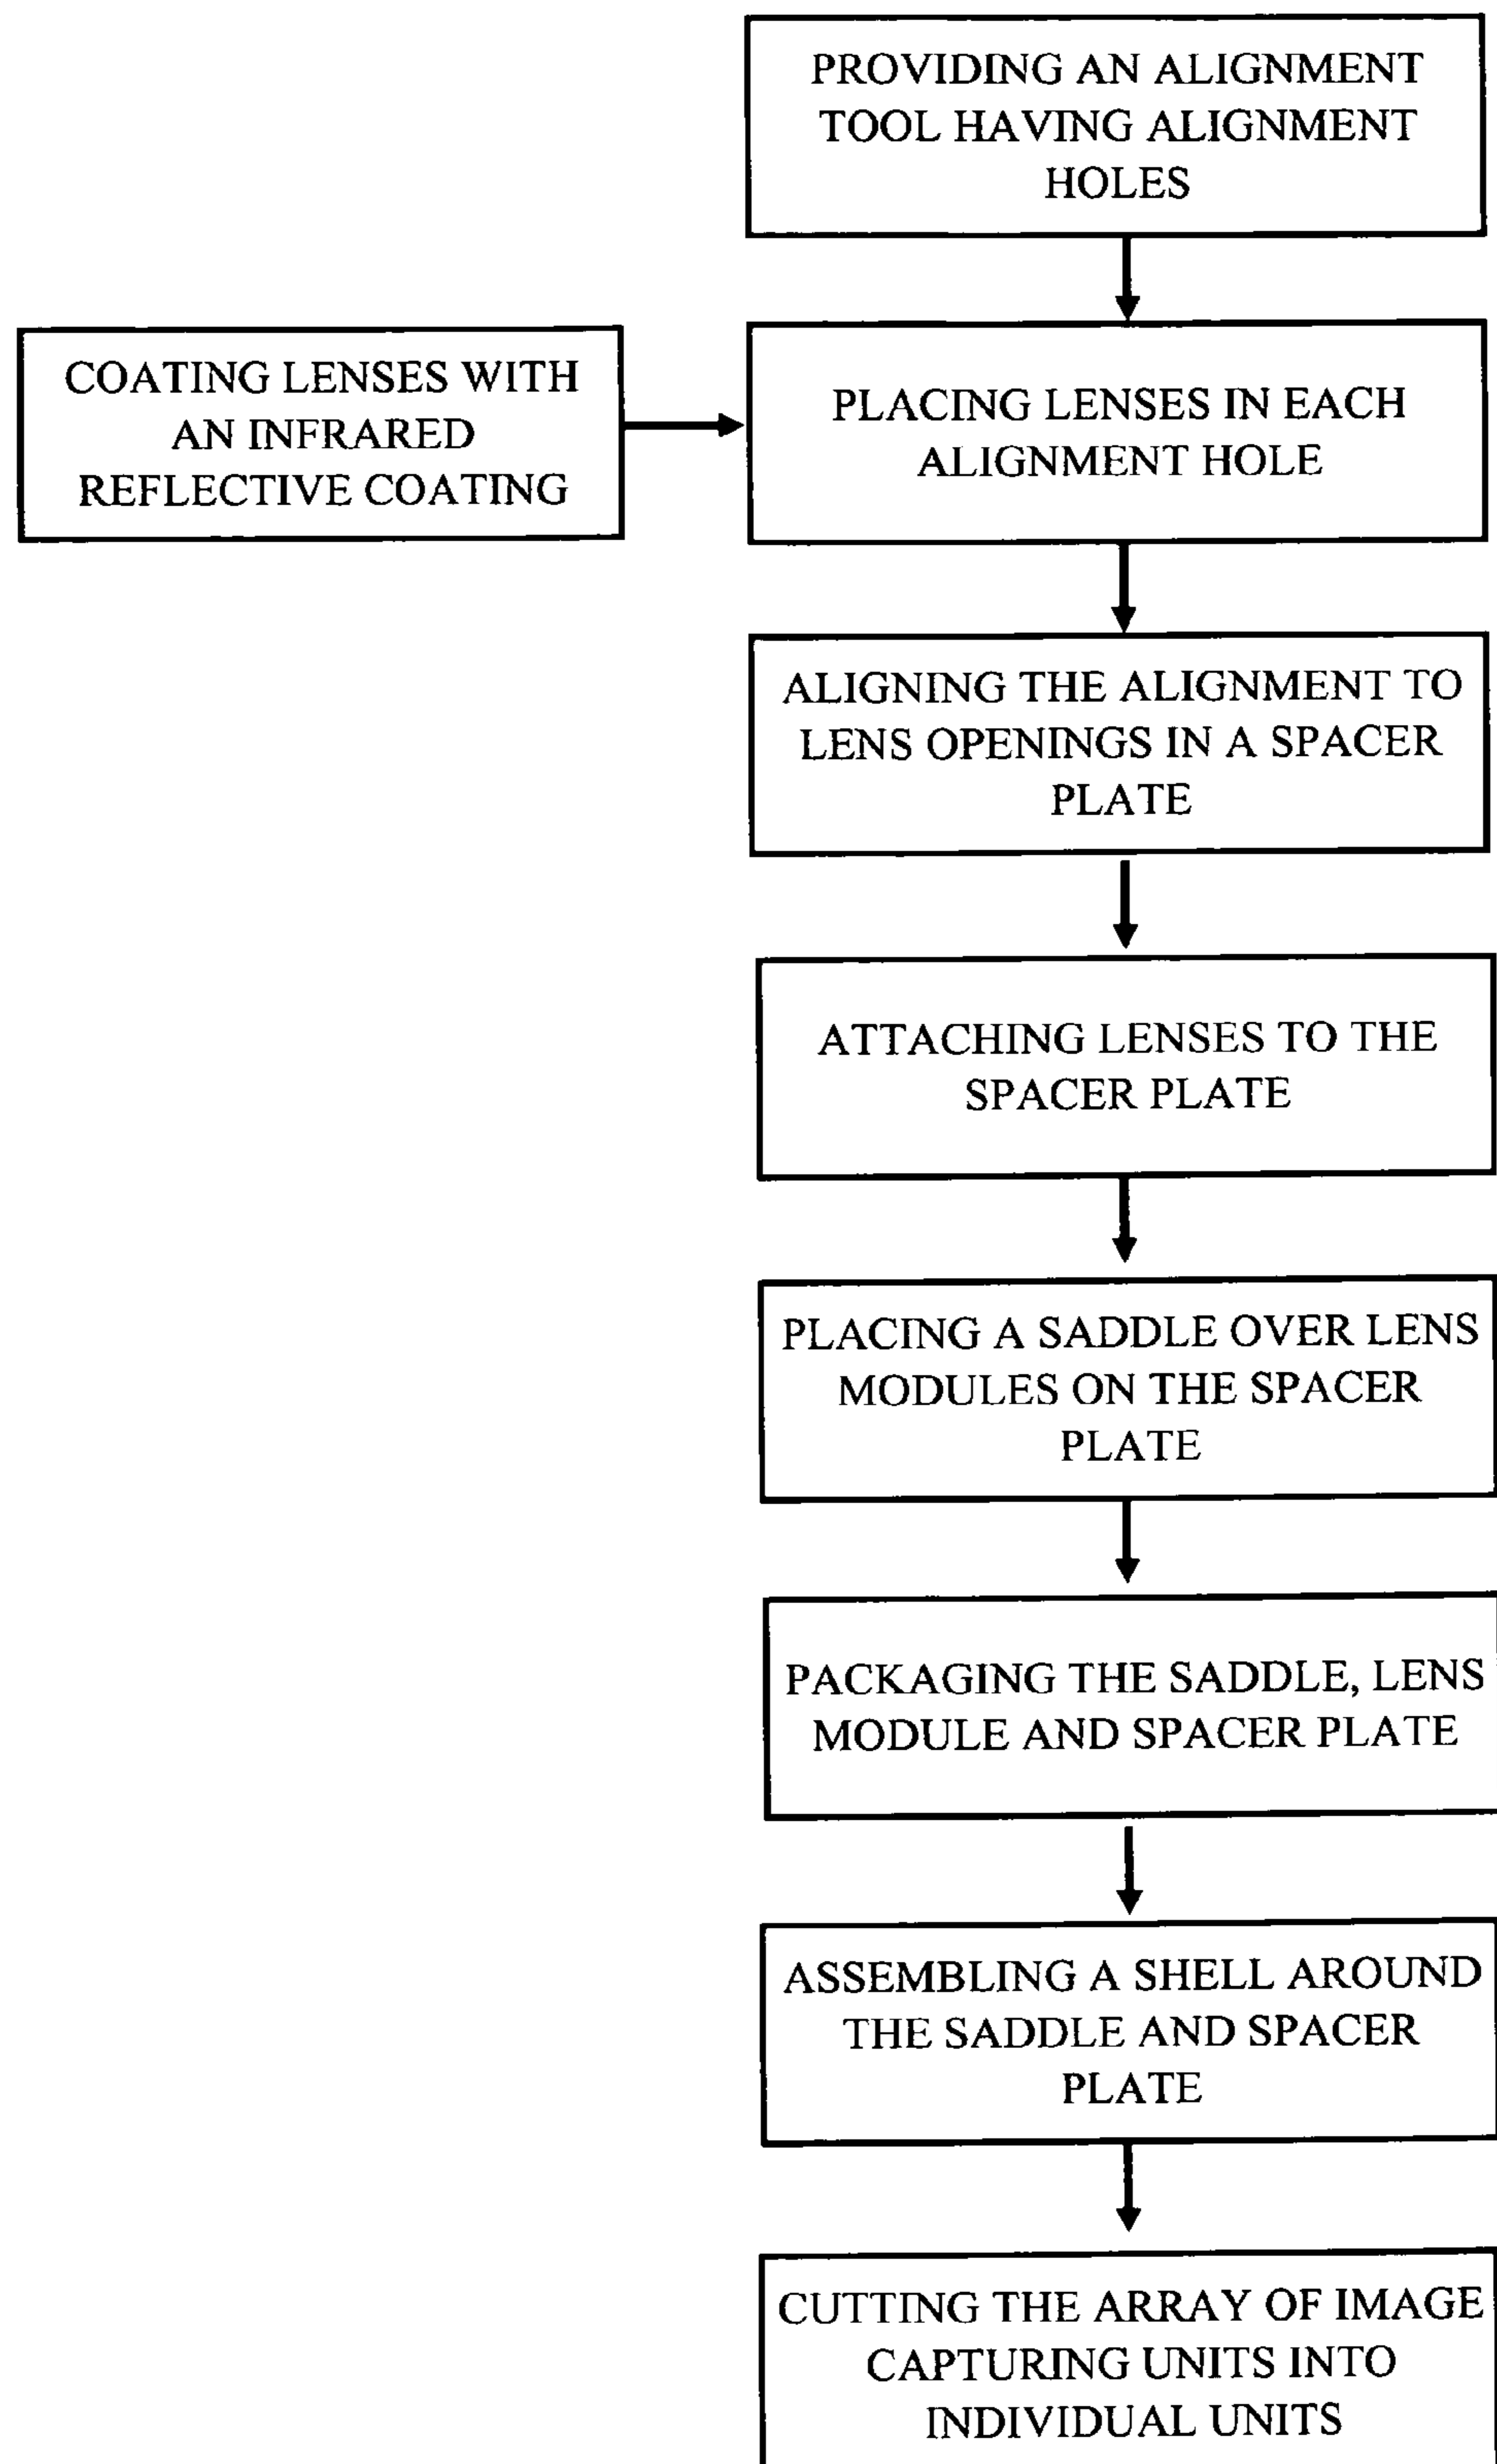 PROVIDING AN ALIGNMENT
TOOL HAVING ALIGNMENT
HOLES
COATING LENSES WITH
AN INFRARED
REFLECTIVE COATING
PLACING LENSES IN EACH
ALIGNMENT HOLE
ALIGNING THE ALIGNMENT TO
LENS OPENINGS IN A SPACER
PLATE
ATTACHING LENSES TO THE
SPACER PLATE
PLACING A SADDLE OVER LENS
MODULES ON THE SPACER
PLATE
PACKAGING THE SADDLE, LENS
MODULE AND SPACER PLATE
ASSEMBLING A SHELL AROUND
THE SADDLE AND SPACER
PLATE
CUTTING THE ARRAY OF IMAGE
CAPTURING UNITS INTO
INDIVIDUAL UNITS